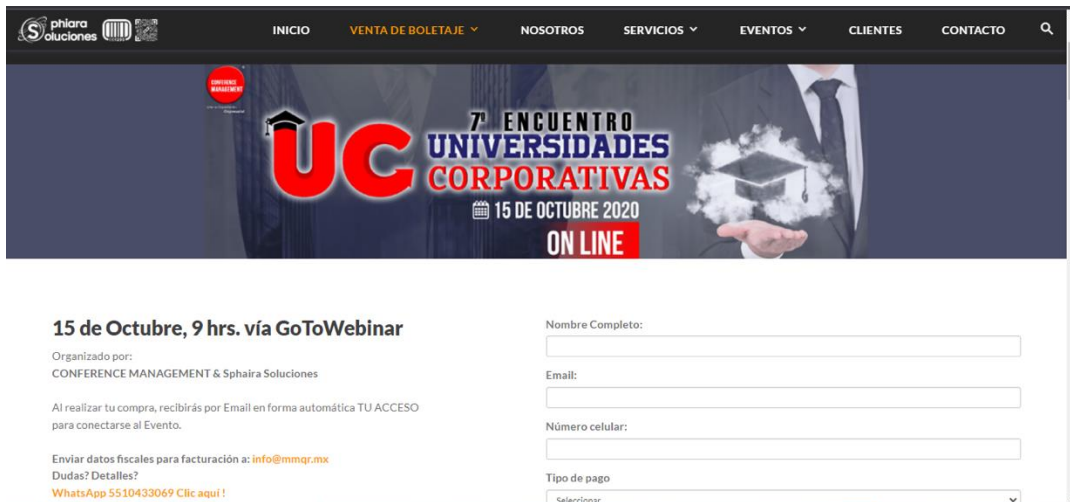 Sphiara
Soluciones
INICIO
VENTA DE BOLETAJE
NOSOTROS
SERVICIOS
EVENTOS
CLIENTES
CONTACTO
CONFERENCE
MANAGEMENT
UC
7º ENCUENTRO
UNIVERSIDADES
CORPORATIVAS
15 DE OCTUBRE 2020
ON LINE
15 de Octubre, 9 hrs. vía GoToWebinar
Organizado por:
CONFERENCE MANAGEMENT & Sphaira Soluciones
Al realizar tu compra, recibirás por Email en forma automática TU ACCESO
para conectarse al Evento.
Enviar datos fiscales para facturación a: info@mmqr.mx
Dudas? Detalles?
WhatsApp 5510433069 Clic aquí !
Nombre Completo:
Email:
Número celular:
Tipo de pago
Seleccionar